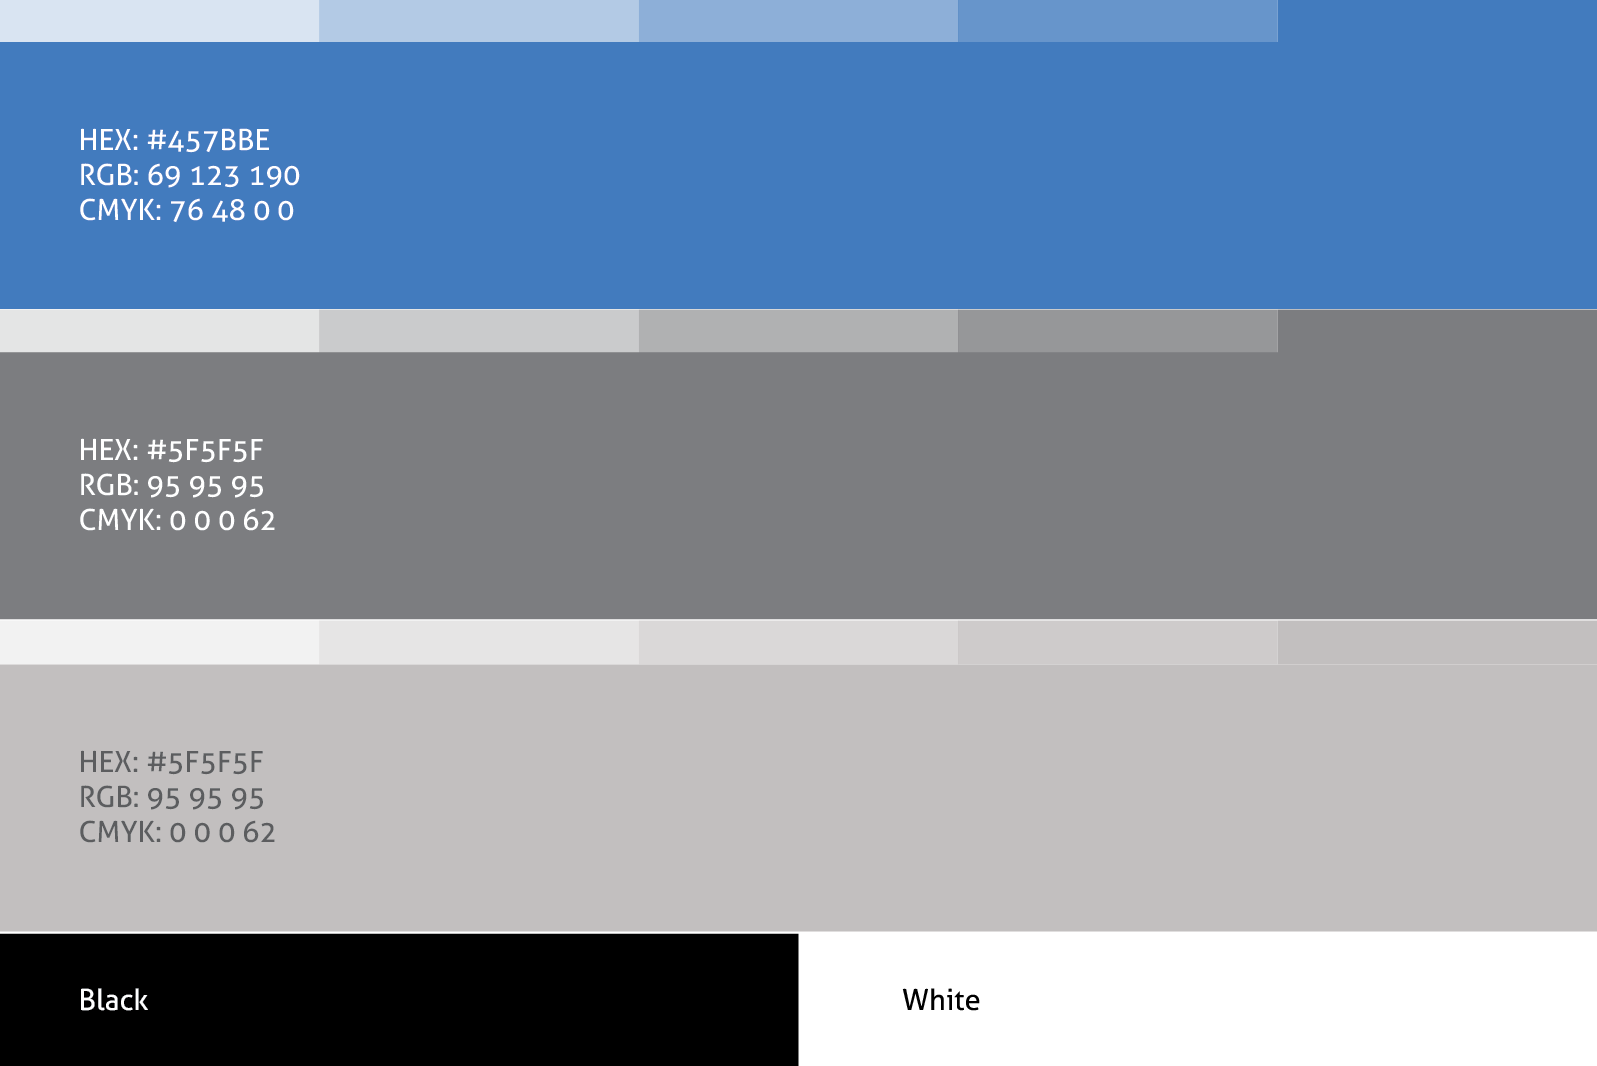 HEX: #457BBE
RGB: 69 123 190
CMYK: 76 48 0 0
HEX: #5F5F5F
RGB: 95 95 95
CMYK: 0 0 0 62
HEX: #5F5F5F
RGB: 95 95 95
CMYK: 0 0 0 62
Black
White